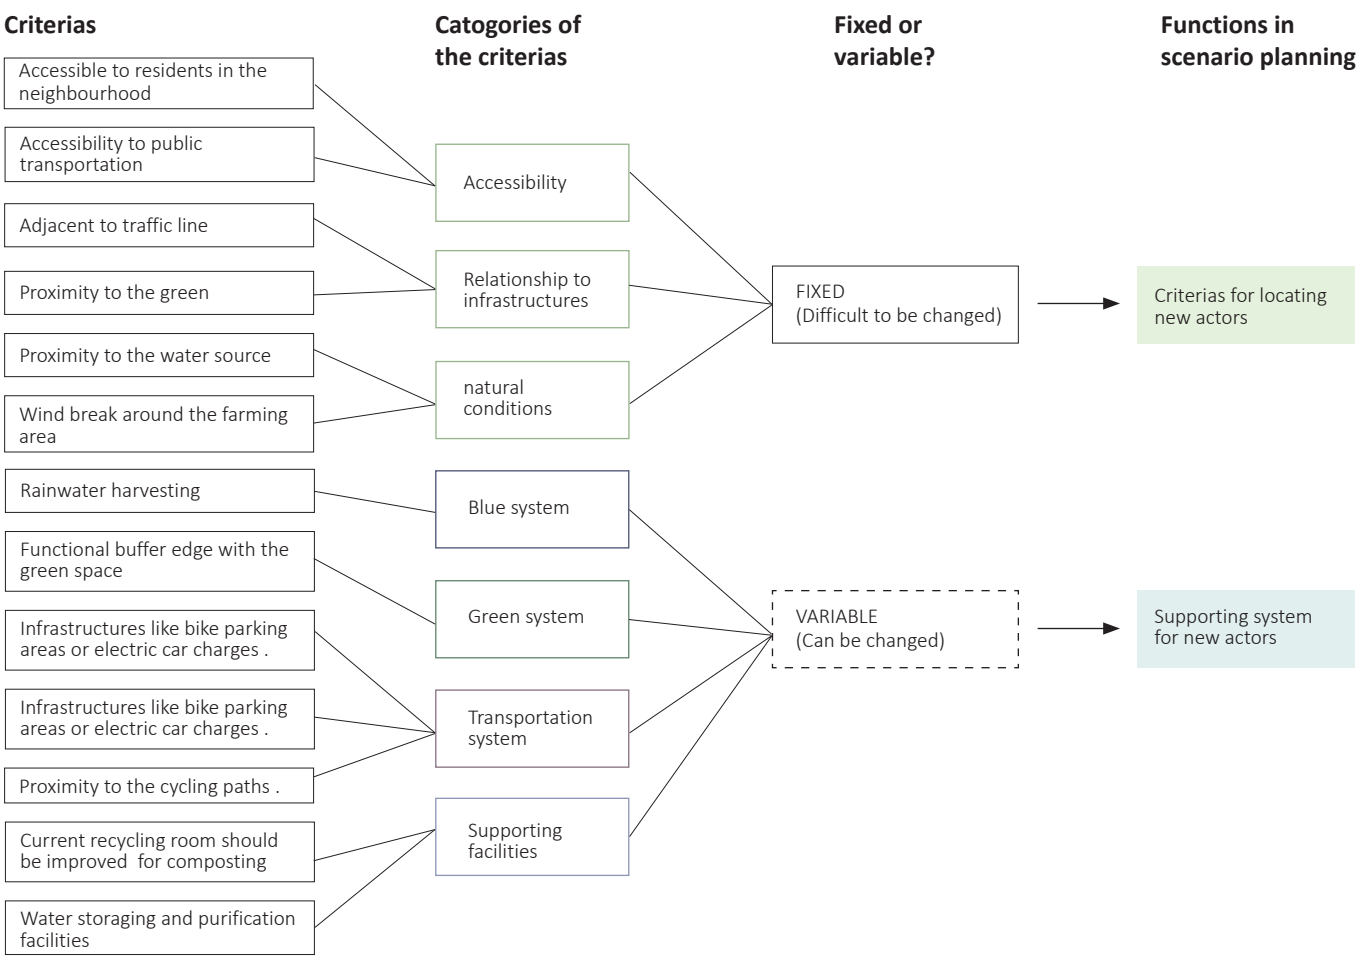 Criterias
Catogories of
the criterias
Fixed or
variable?
Functions in
scenario planning
Accessible to residents in the
neighbourhood
Accessibility to public
transportation
Adjacent to traffic line
Proximity to the green
Proximity to the water source
Wind break around the farming
area
Rainwater harvesting
Functional buffer edge with the
green space
Infrastructures like bike parking
areas or electric car charges .
Infrastructures like bike parking
areas or electric car charges .
Proximity to the cycling paths .
Current recycling room should
be improved  for composting
Water storaging and purification
facilities
Accessibility
Relationship to
infrastructures
natural
conditions
Blue system
Green system
Transportation
system
Supporting
facilities
FIXED
(Difficult to be changed)
VARIABLE
(Can be changed)
Criterias for locating
new actors
Supporting system
for new actors